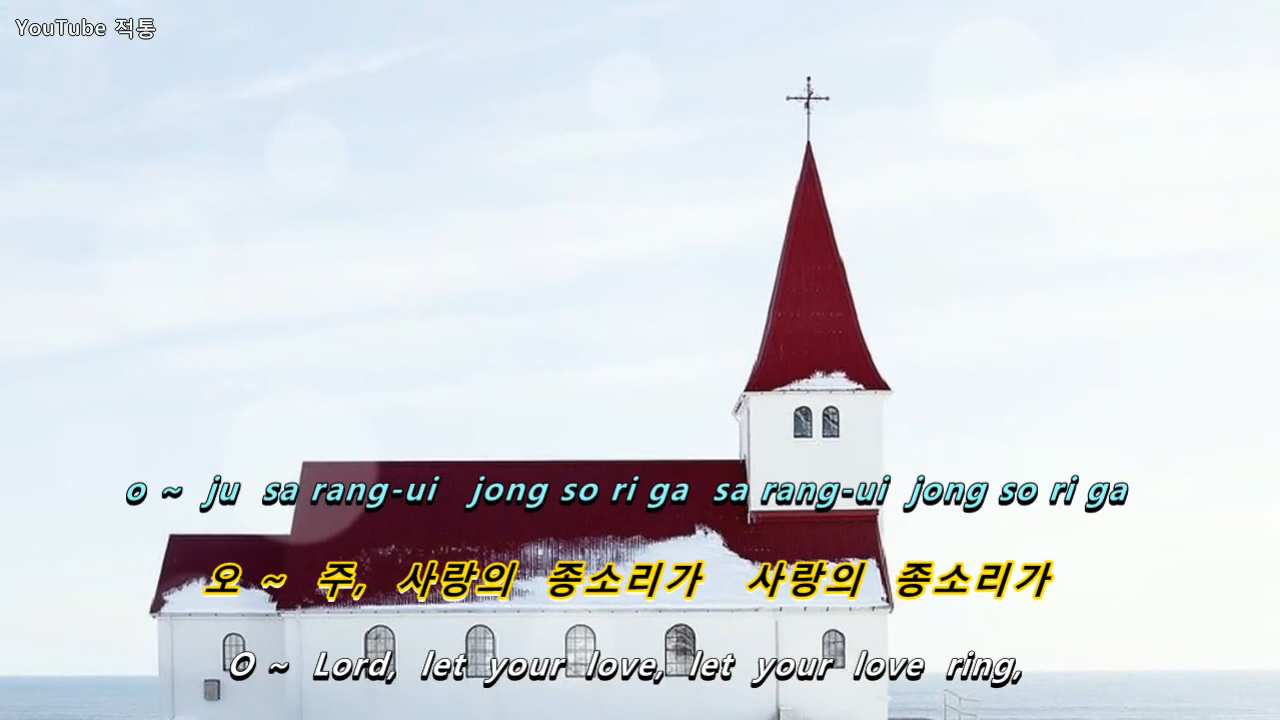 YouTube 적통
o ~ ju sa rang-ui jong so ri ga sa rang-ui jong so ri ga
오 ~ 주, 사랑의 종소리가 사랑의 종소리가
O ~ Lord, let your love, let your love ring,